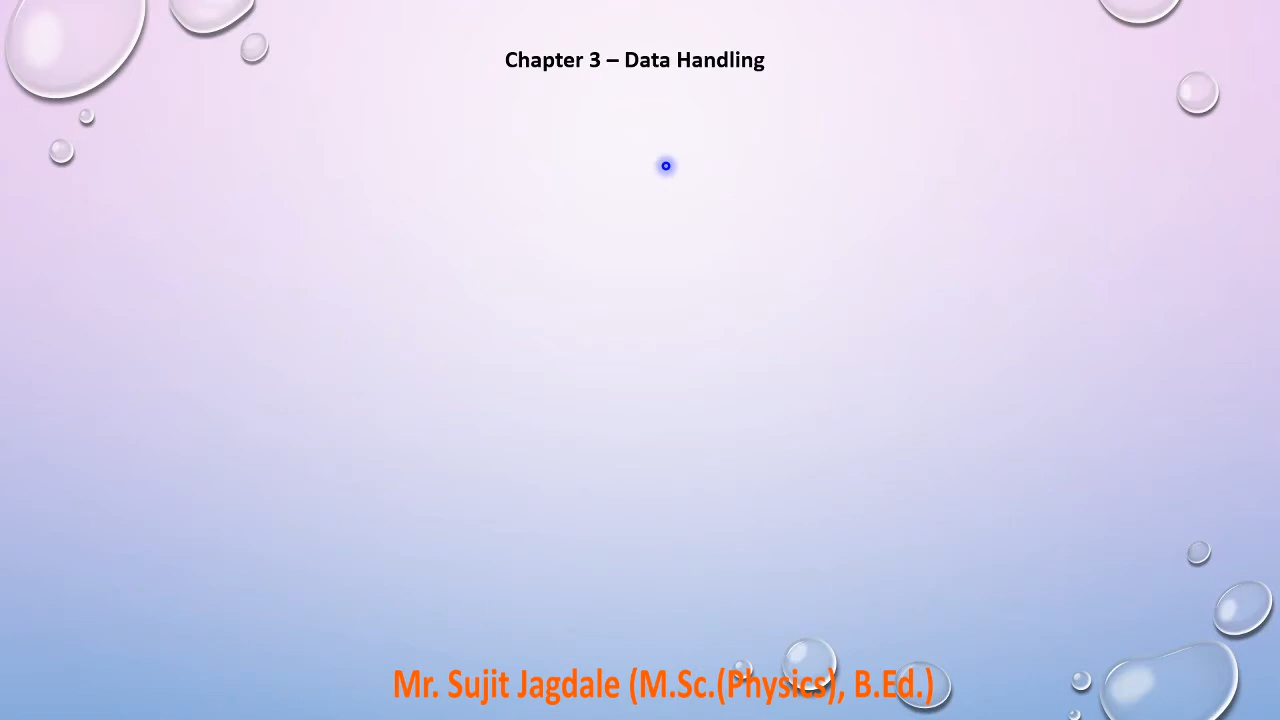 Chapter 3 – Data Handling
Mr. Sujit Jagdale (M.Sc.(Physics), B.Ed.)